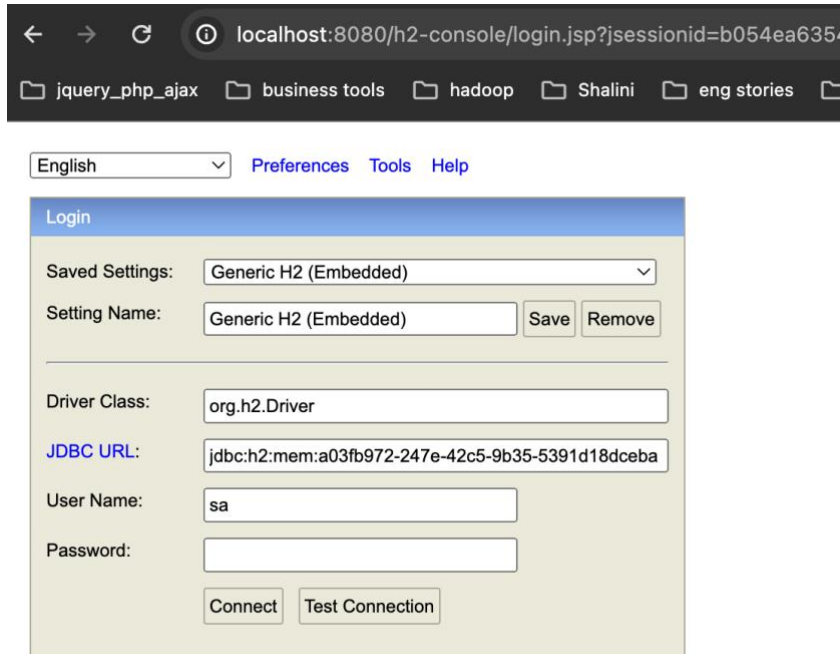 localhost:8080/h2-console/login.jsp?jsessionid=b054ea6354
jquery_php_ajax business tools hadoop Shalini eng stories
English Preferences Tools Help
Login
Saved Settings: Generic H2 (Embedded)
Setting Name: Generic H2 (Embedded) Save Remove
Driver Class: org.h2.Driver
JDBC URL: jdbc:h2:mem:a03fb972-247e-42c5-9b35-5391d18dceba
User Name: sa
Password:
Connect Test Connection